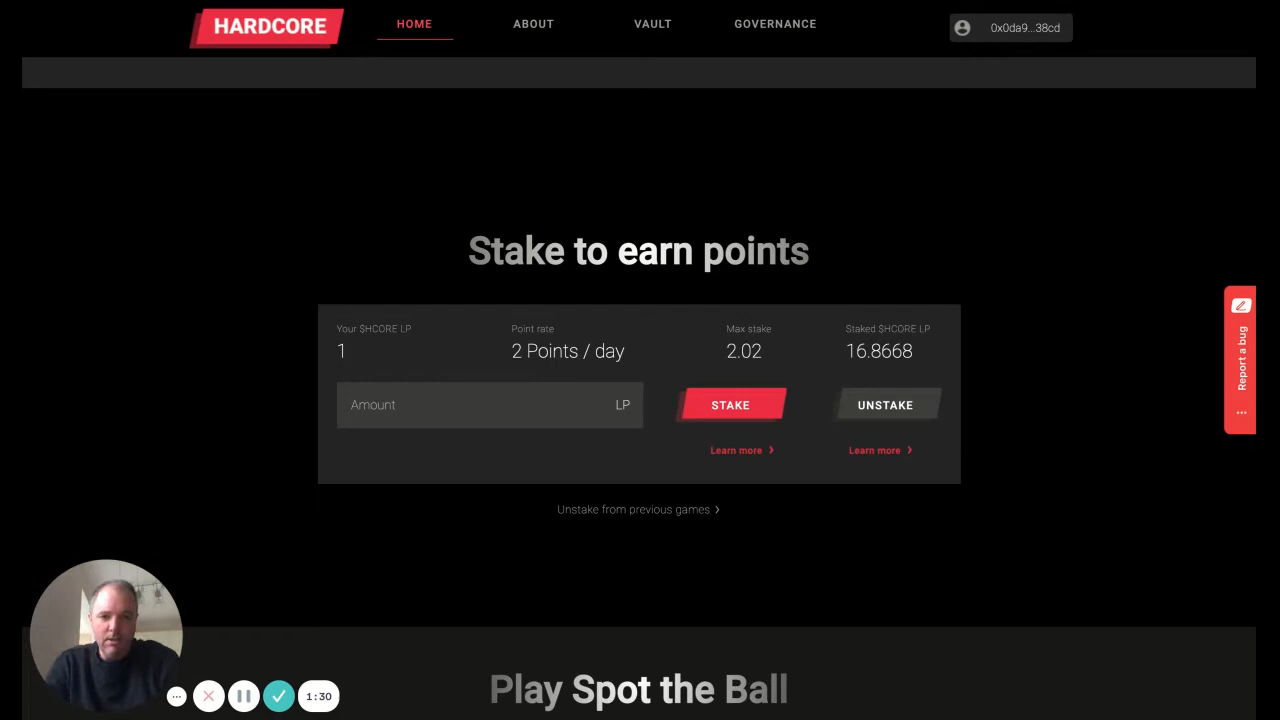 HARDCORE
HOME
ABOUT
VAULT
GOVERNANCE
0x0da9...38cd
Stake to earn points
Your $HCORE LP
Point rate
Max stake
Staked $HCORE LP
1
2 Points / day
2.02
16.8668
Amount
LP
STAKE
UNSTAKE
Learn more
Learn more
Unstake from previous games
Report a bug
Play Spot the Ball
1:30